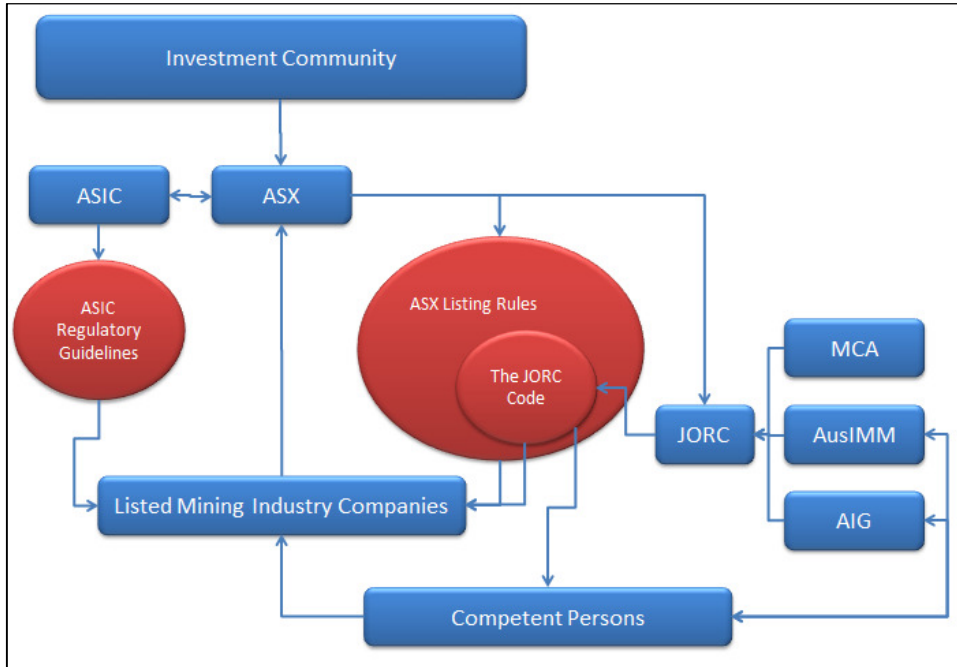 Investment Community
ASIC
ASX
ASIC
Regulatory
Guidelines
ASX Listing Rules
The JORC
Code
MCA
JORC
AusIMM
AIG
Listed Mining Industry Companies
Competent Persons